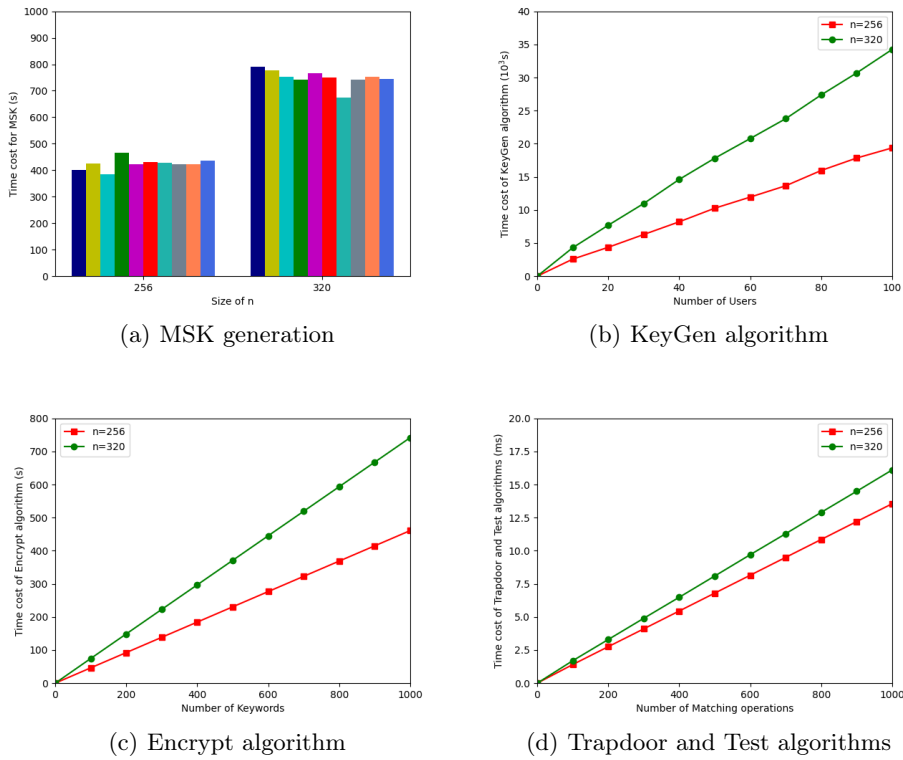 1000
900
800
700
600
500
400
300
200
100
0
Time cost for MSK (s)
256
320
Size of n
(a) MSK generation
40
35
30
25
20
15
10
5
0
Time cost of KeyGen algorithm (10³s)
n=256
n=320
0 20 40 60 80 100
Number of Users
(b) KeyGen algorithm
800
700
600
500
400
300
200
100
0
Time cost of Encrypt algorithm (s)
n=256
n=320
0 200 400 600 800 1000
Number of Keywords
(c) Encrypt algorithm
20.0
17.5
15.0
12.5
10.0
7.5
5.0
2.5
0.0
Time cost of Trapdoor and Test algorithms (ms)
n=256
n=320
0 200 400 600 800 1000
Number of Matching operations
(d) Trapdoor and Test algorithms